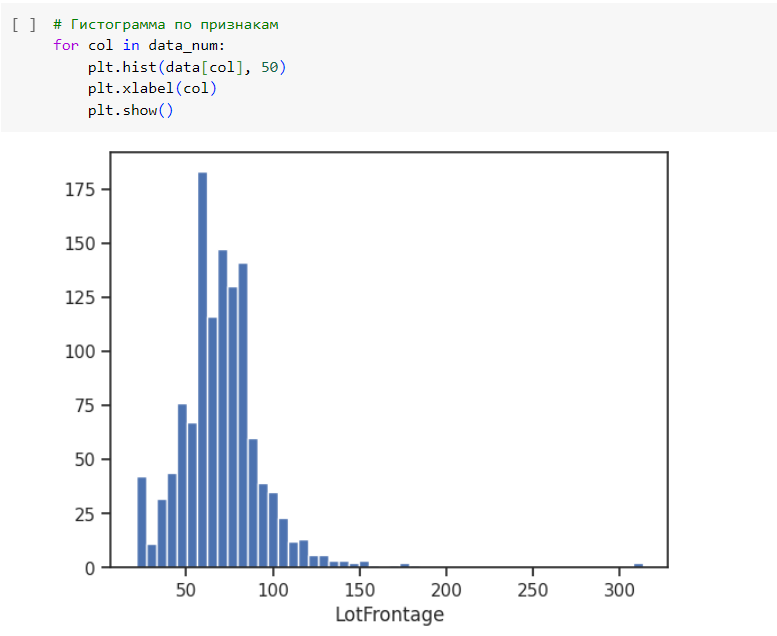 [ ] # Гистограмма по признакам
for col in data_num:
plt.hist(data[col], 50)
plt.xlabel(col)
plt.show()
175
150
125
100
75
50
25
0
50 100 150 200 250 300
LotFrontage